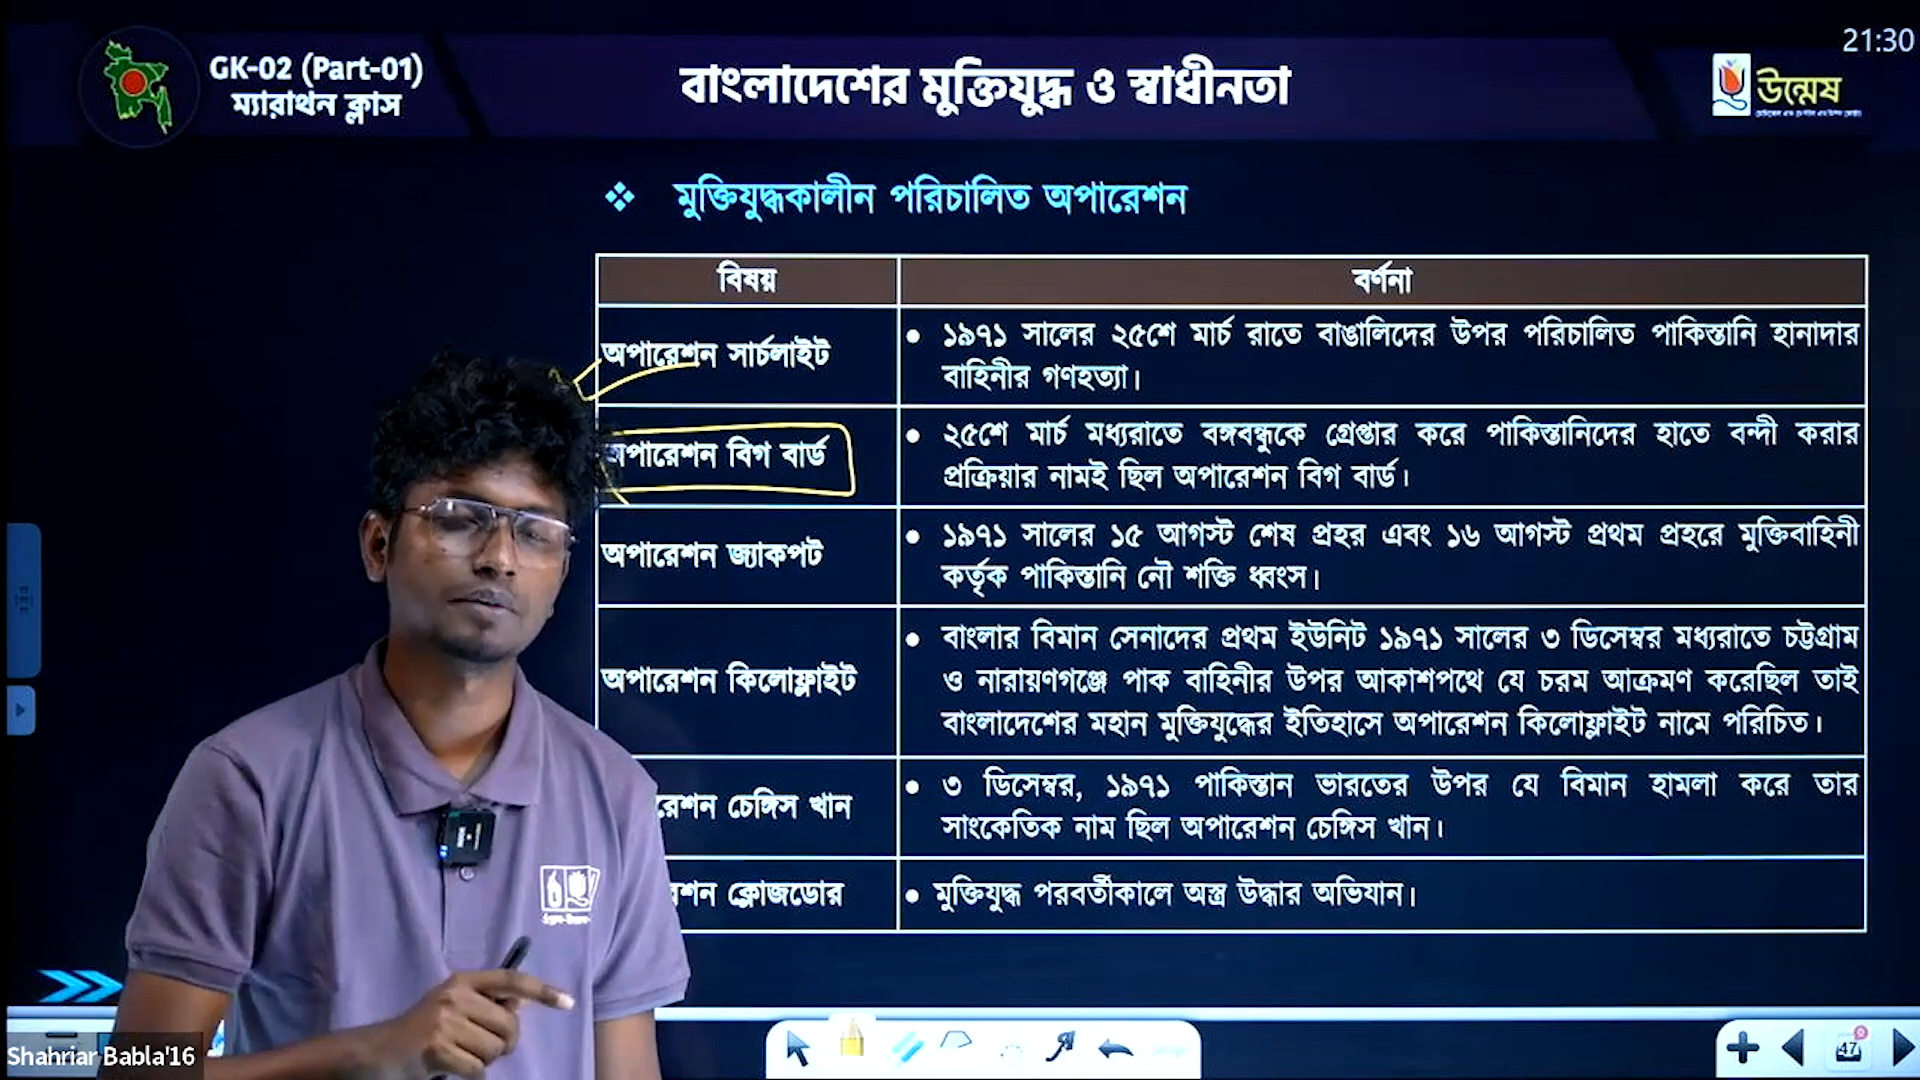 21:30
GK-02 (Part-01)
ম্যারাথন ক্লাস
বাংলাদেশের মুক্তিযুদ্ধ ও স্বাধীনতা
উন্মেষ
❖ মুক্তিযুদ্ধকালীন পরিচালিত অপারেশন
বিষয়
বর্ণনা
অপারেশন সার্চলাইট
• ১৯৭১ সালের ২৫শে মার্চ রাতে বাঙালিদের উপর পরিচালিত পাকিস্তানি হানাদার
বাহিনীর গণহত্যা।
অপারেশন বিগ বার্ড
• ২৫শে মার্চ মধ্যরাতে বঙ্গবন্ধুকে গ্রেপ্তার করে পাকিস্তানিদের হাতে বন্দী করার
প্রক্রিয়ার নামই ছিল অপারেশন বিগ বার্ড।
অপারেশন জ্যাকপট
• ১৯৭১ সালের ১৫ আগস্ট শেষ প্রহর এবং ১৬ আগস্ট প্রথম প্রহরে মুক্তিবাহিনী
কর্তৃক পাকিস্তানি নৌ শক্তি ধ্বংস।
অপারেশন কিলোফ্লাইট
• বাংলার বিমান সেনাদের প্রথম ইউনিট ১৯৭১ সালের ৩ ডিসেম্বর মধ্যরাতে চট্টগ্রাম
ও নারায়ণগঞ্জে পাক বাহিনীর উপর আকাশপথে যে চরম আক্রমণ করেছিল তাই
বাংলাদেশের মহান মুক্তিযুদ্ধের ইতিহাসে অপারেশন কিলোফ্লাইট নামে পরিচিত।
রেশন চেঙ্গিস খান
• ৩ ডিসেম্বর, ১৯৭১ পাকিস্তান ভারতের উপর যে বিমান হামলা করে তার
সাংকেতিক নাম ছিল অপারেশন চেঙ্গিস খান।
রেশন ক্লোজডোর
• মুক্তিযুদ্ধ পরবর্তীকালে অস্ত্র উদ্ধার অভিযান।
Shahriar Babla'16
47
0